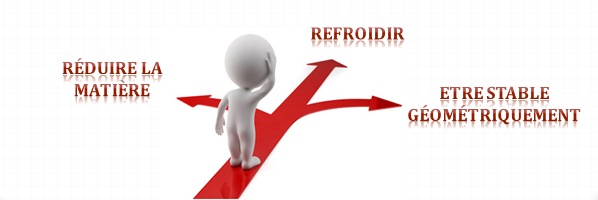 REFROIDIR
RÉDUIRE LA
MATIÈRE
ETRE STABLE
GÉOMÉTRIQUEMENT